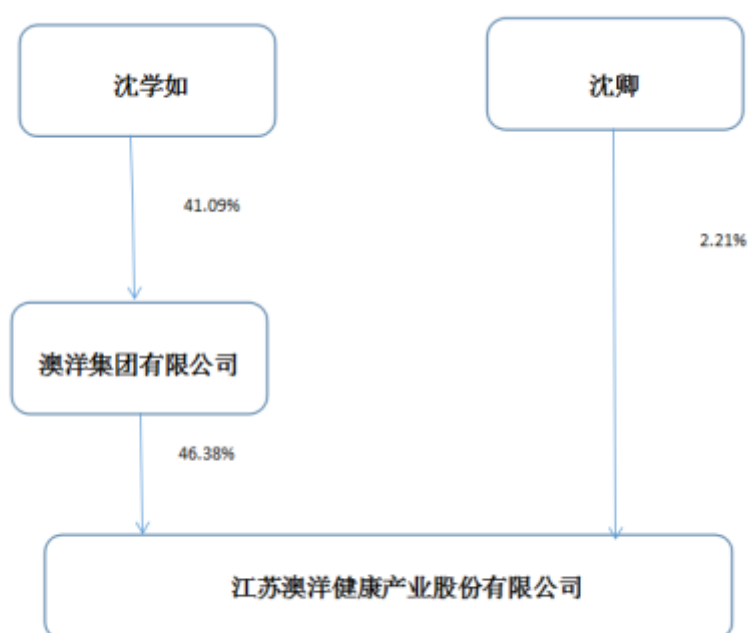 沈学如
沈卿
41.09%
2.21%
澳洋集团有限公司
46.38%
江苏澳洋健康产业股份有限公司